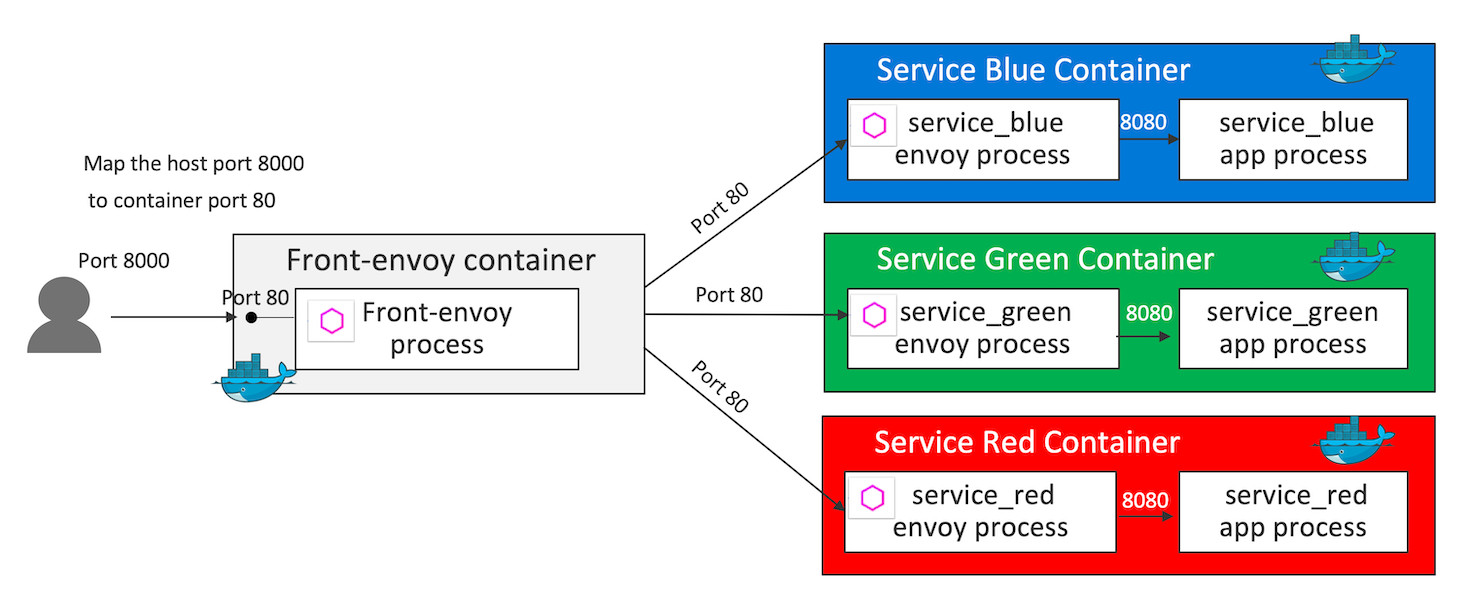 Map the host port 8000
to container port 80
Port 8000
Port 80
Front-envoy container
Front-envoy
process
Port 80
Port 80
Port 80
Service Blue Container
service_blue
envoy process
8080
service_blue
app process
Service Green Container
service_green
envoy process
8080
service_green
app process
Service Red Container
service_red
envoy process
8080
service_red
app process